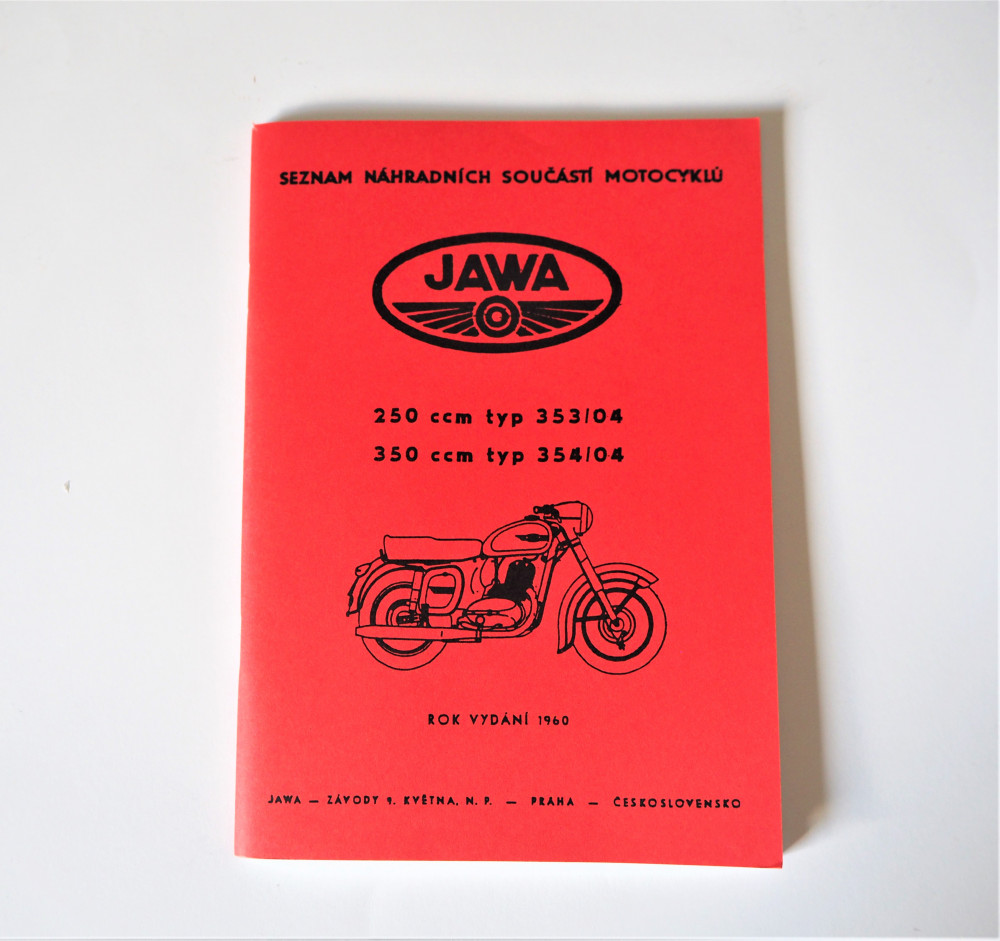 SEZNAM NÁHRADNÍCH SOUČÁSTÍ MOTOCYKLŮ
JAWA
250 ccm typ 353/04
350 ccm typ 354/04
ROK VYDÁNÍ 1960
JAWA — ZÁVODY 9. KVĚTNA, N. P. — PRAHA — ČESKOSLOVENSKO